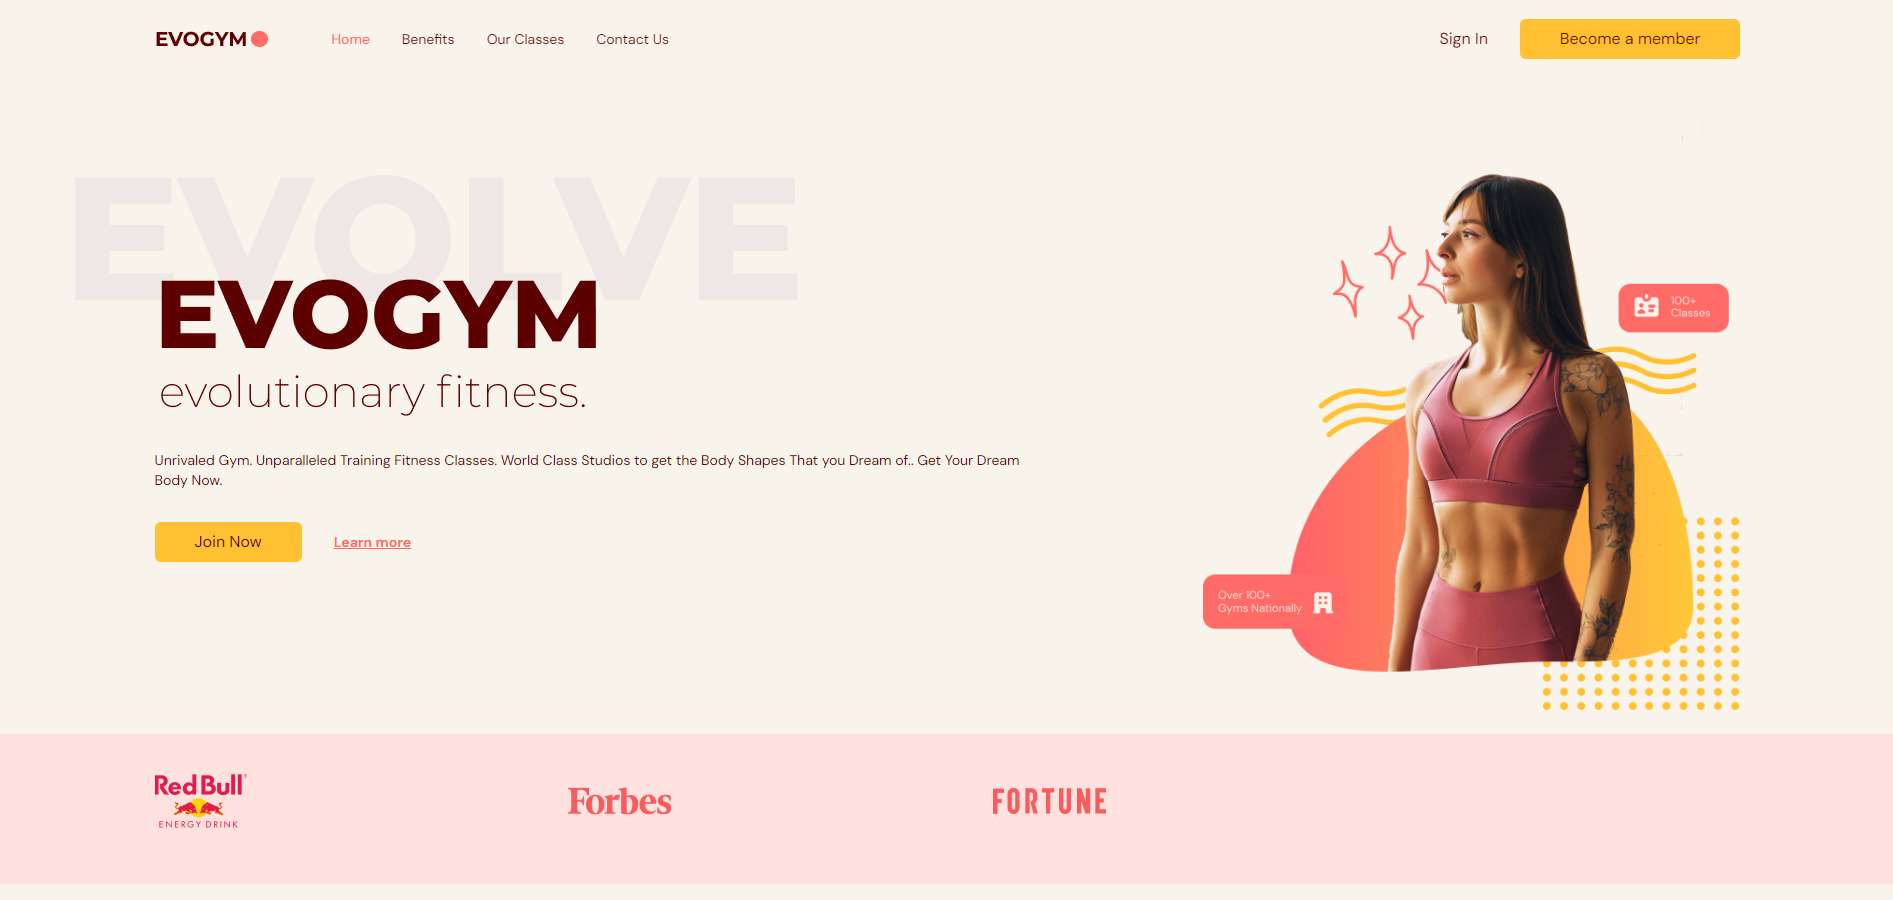 EVOGYM
Home
Benefits
Our Classes
Contact Us
Sign In
Become a member
EVOLVE
EVOGYM
evolutionary fitness.
Unrivaled Gym. Unparalleled Training Fitness Classes. World Class Studios to get the Body Shapes That you Dream of.. Get Your Dream
Body Now.
Join Now
Learn more
100+
Classes
Over 100+
Gyms Nationally
Red Bull
ENERGY DRINK
Forbes
FORTUNE